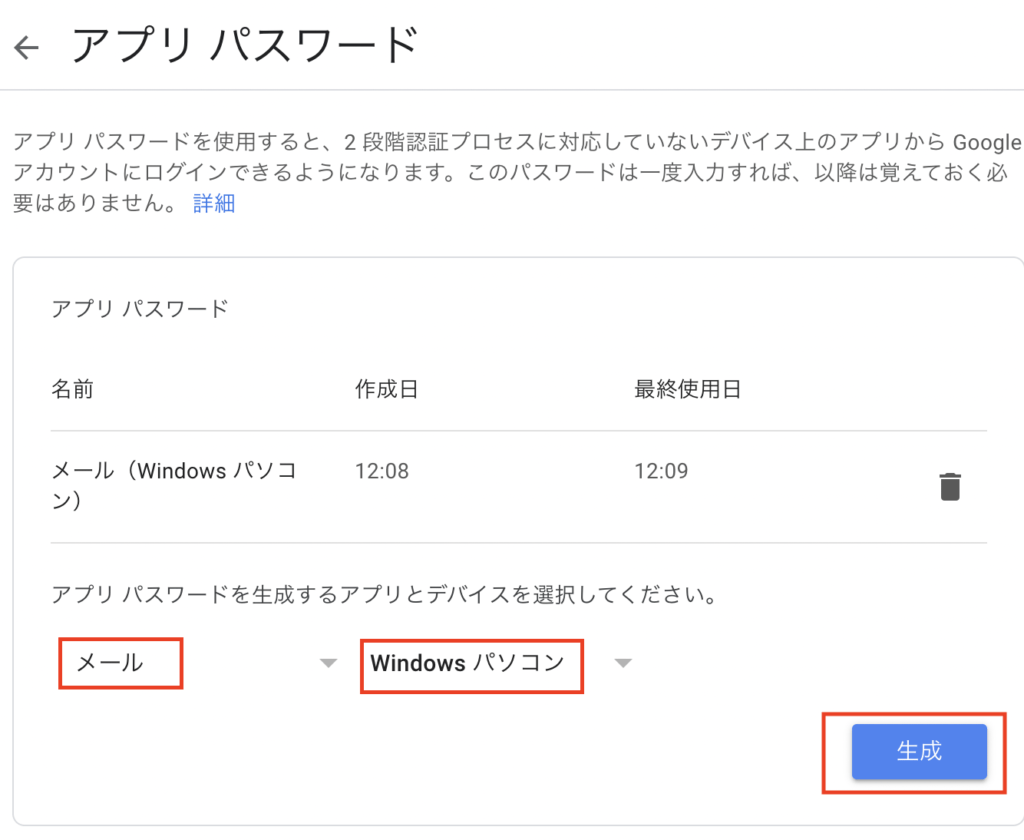 アプリ パスワード
アプリ パスワードを使用すると、2 段階認証プロセスに対応していないデバイス上のアプリから Google
アカウントにログインできるようになります。このパスワードは一度入力すれば、以降は覚えておく必
要はありません。 詳細
アプリ パスワード
名前 作成日 最終使用日
メール（Windows パソコ 12:08 12:09
ン）
アプリ パスワードを生成するアプリとデバイスを選択してください。
メール Windows パソコン
生成